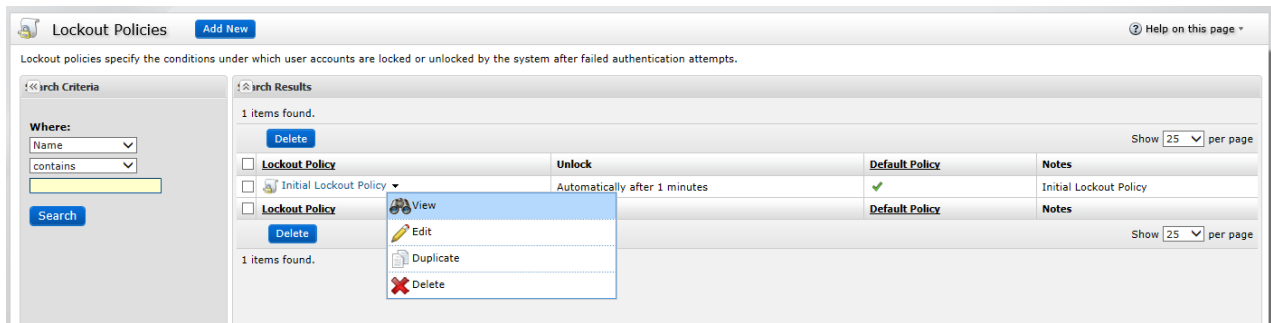 Lockout Policies
Add New
Help on this page
Lockout policies specify the conditions under which user accounts are locked or unlocked by the system after failed authentication attempts.
rch Criteria
Where:
Name
contains
Search
rch Results
1 items found.
Delete
Show 25 per page
Lockout Policy Unlock Default Policy Notes
Initial Lockout Policy Automatically after 1 minutes Initial Lockout Policy
Lockout Policy Default Policy Notes
View
Edit
Duplicate
Delete
Delete
Show 25 per page
1 items found.